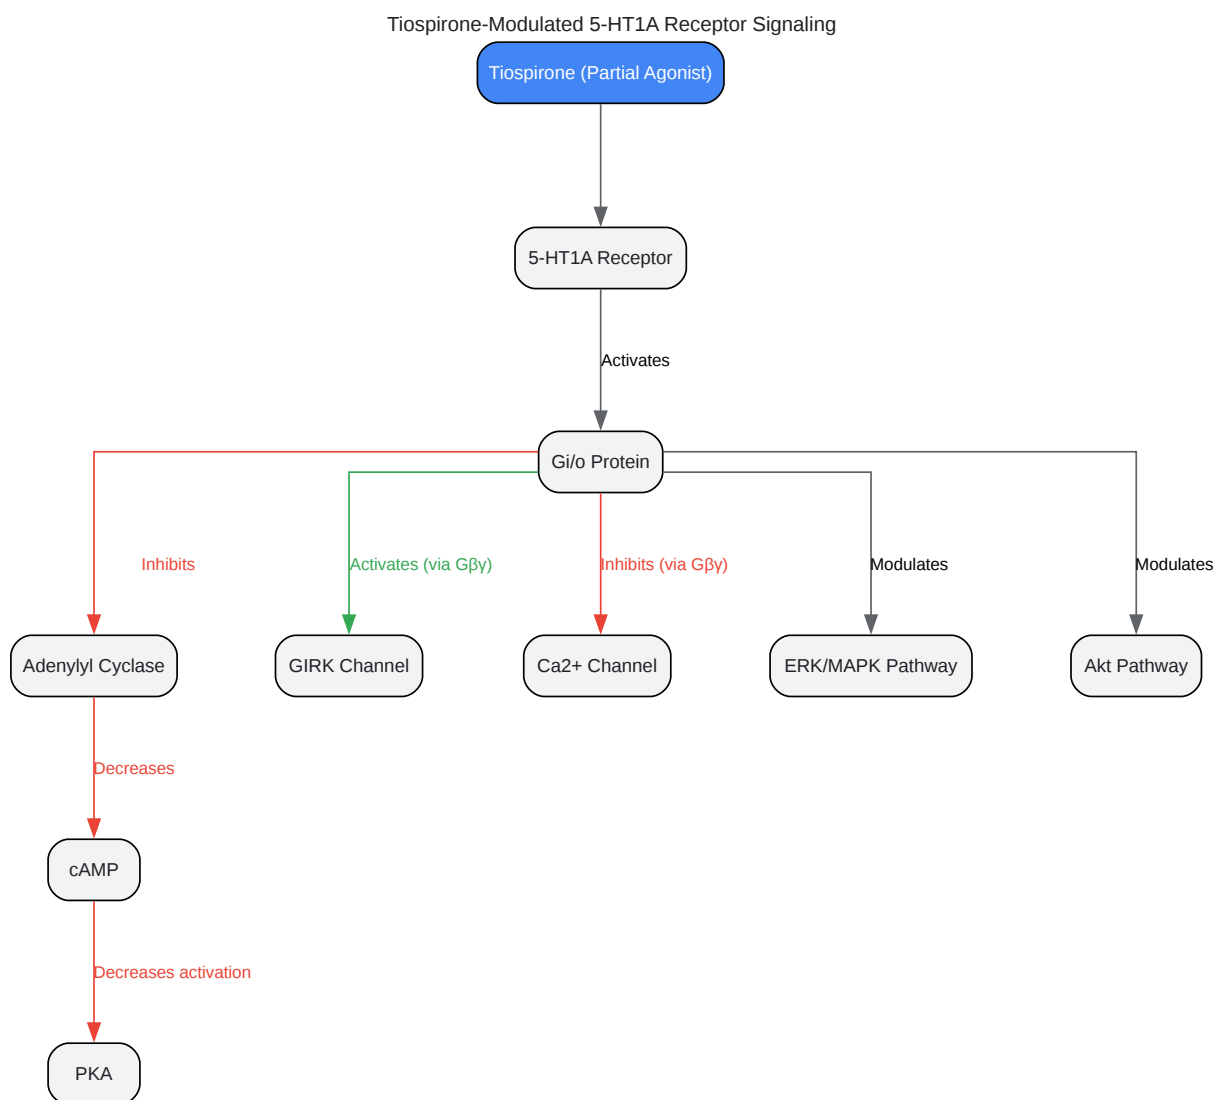 Tiospirone-Modulated 5-HT1A Receptor Signaling
Tiospirone (Partial Agonist)
5-HT1A Receptor
Activates
Gi/o Protein
Inhibits
Activates (via Gβγ)
Inhibits (via Gβγ)
Modulates
Modulates
Adenylyl Cyclase
GIRK Channel
Ca2+ Channel
ERK/MAPK Pathway
Akt Pathway
Decreases
cAMP
Decreases activation
PKA